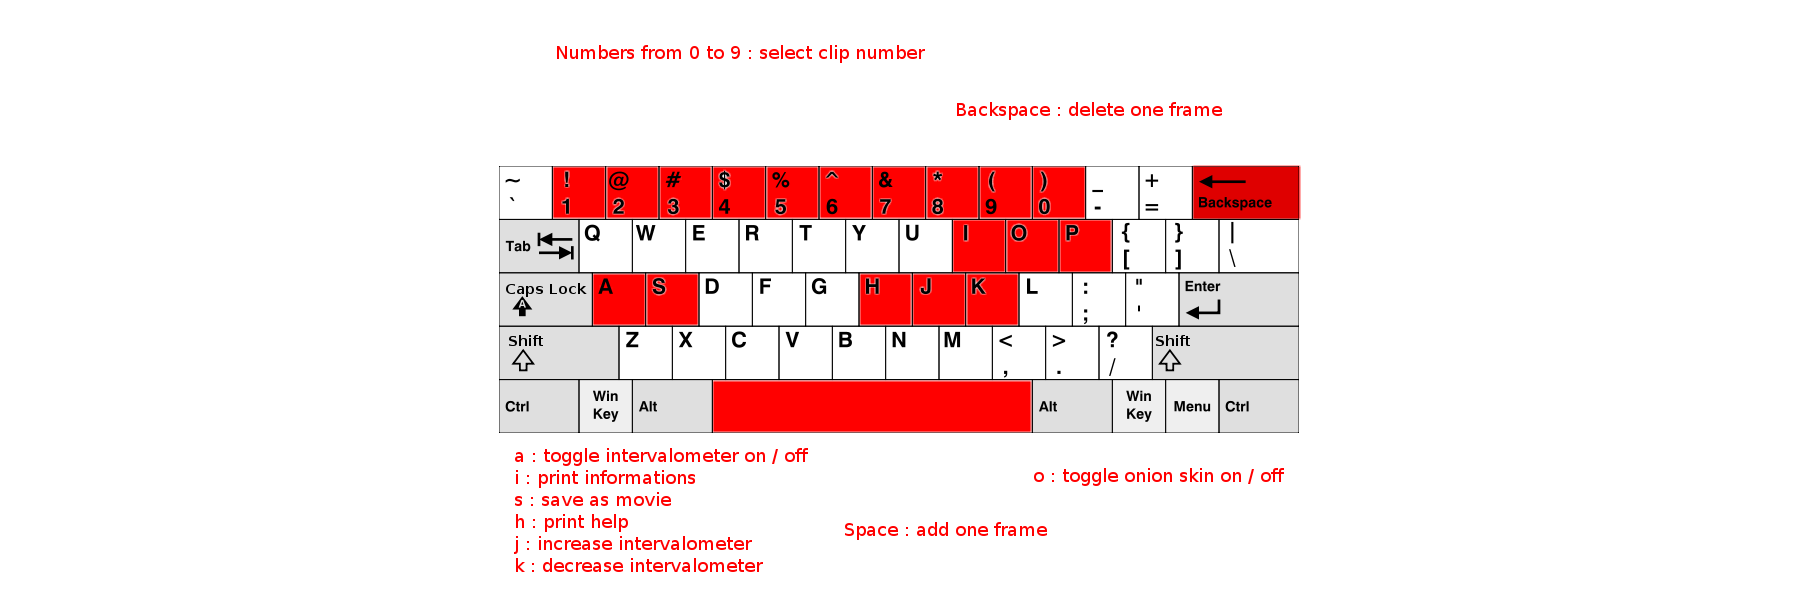 Numbers from 0 to 9 : select clip number
Backspace : delete one frame
~ ! @ # $ % ^ & * ( ) _ +
` 1 2 3 4 5 6 7 8 9 0 - = Backspace
Tab Q W E R T Y U I O P { } |
[ ] \
Caps Lock A S D F G H J K L : " Enter
A ; '
Shift Z X C V B N M < > ? Shift
, . /
Ctrl Win Key Alt Alt Win Key Menu Ctrl
a : toggle intervalometer on / off
i : print informations
s : save as movie
h : print help
j : increase intervalometer
k : decrease intervalometer
o : toggle onion skin on / off
Space : add one frame